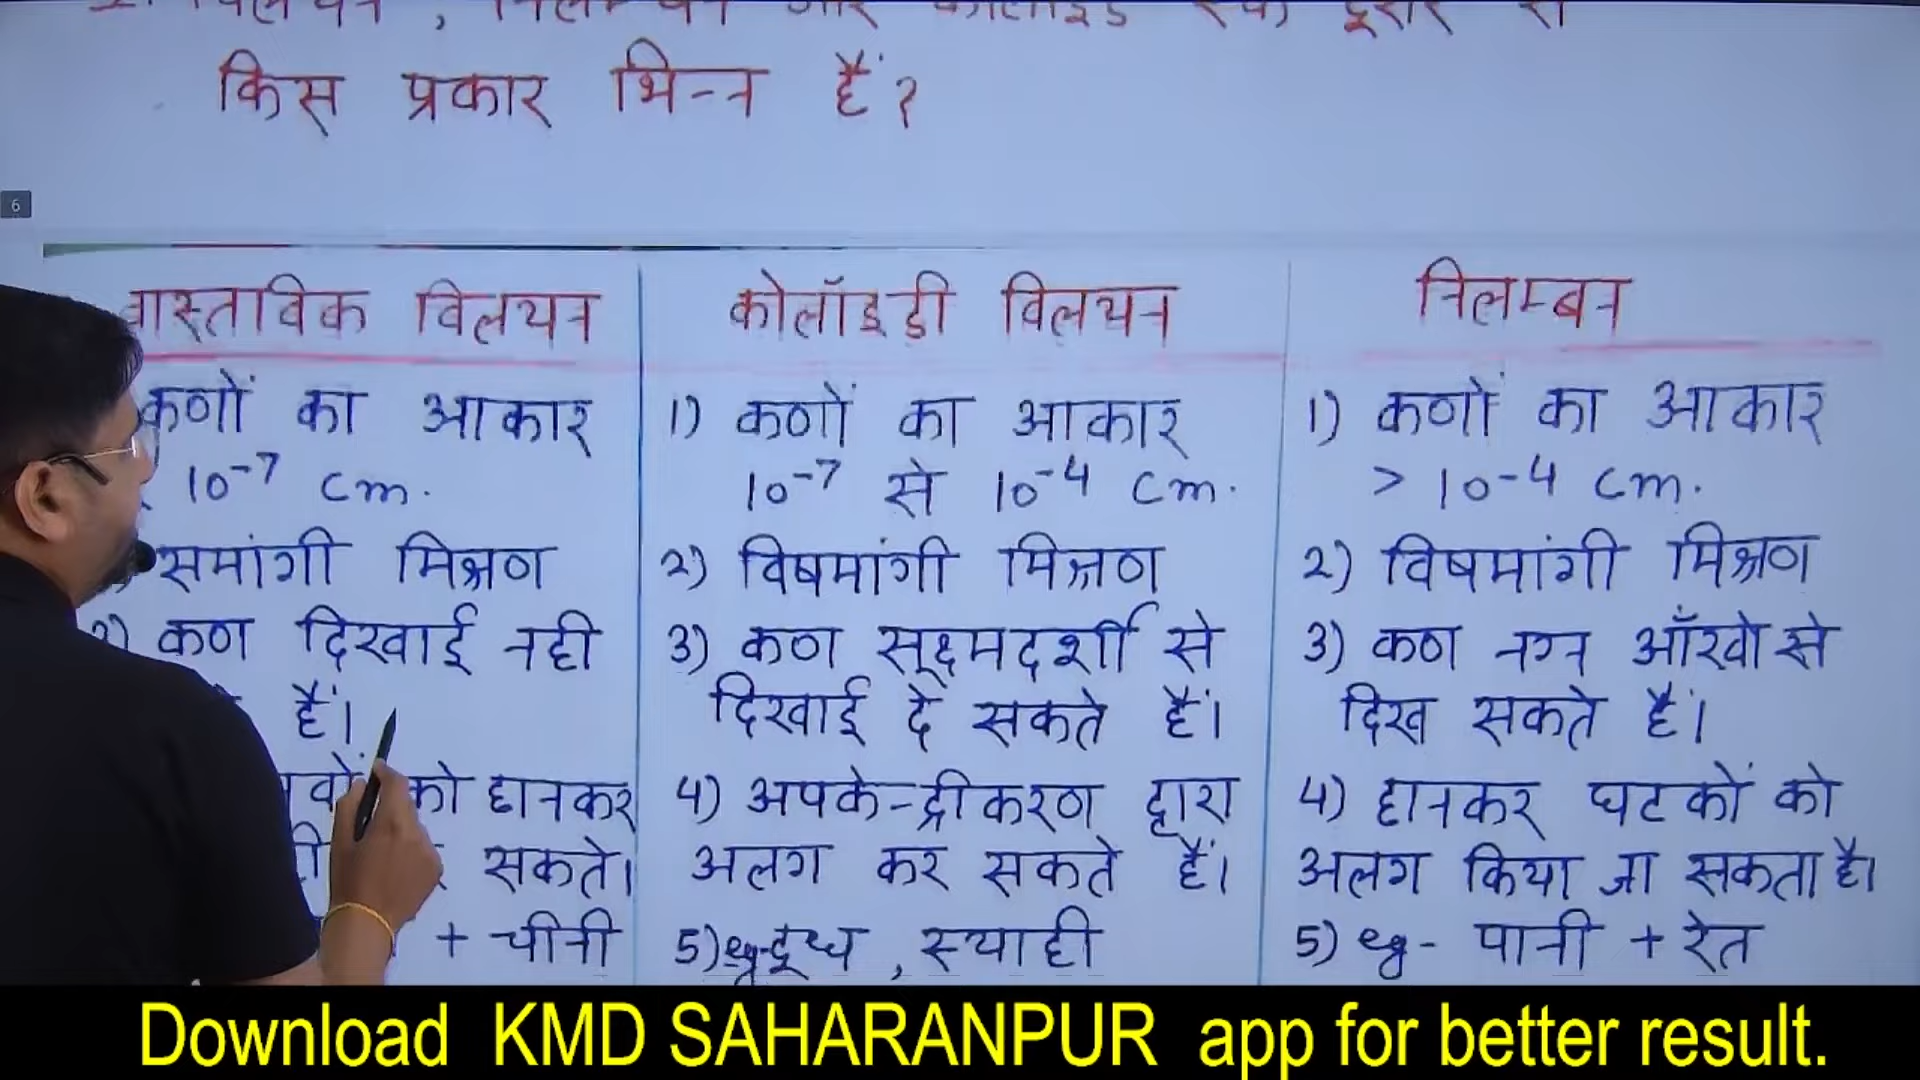 किस प्रकार भिन्न हैं?
6
वास्तविक विलयन
कणों का आकार
10-7 cm.
समांगी मिश्रण
कण दिखाई नही
हैं।
को छानकर
सकते।
+ चीनी
कोलॉइडी विलयन
1) कणों का आकार
10-7 से 10-4 cm.
2) विषमांगी मिश्रण
3) कण सूक्ष्मदर्शी से
दिखाई दे सकते हैं।
4) अपकेन्द्रीकरण द्वारा
अलग कर सकते हैं।
5) eg- दूध , स्याही
निलम्बन
1) कणों का आकार
> 10-4 cm.
2) विषमांगी मिश्रण
3) कण नग्न आँखो से
दिख सकते हैं।
4) छानकर घटकों को
अलग किया जा सकता है।
5) eg - पानी + रेत
Download KMD SAHARANPUR app for better result.